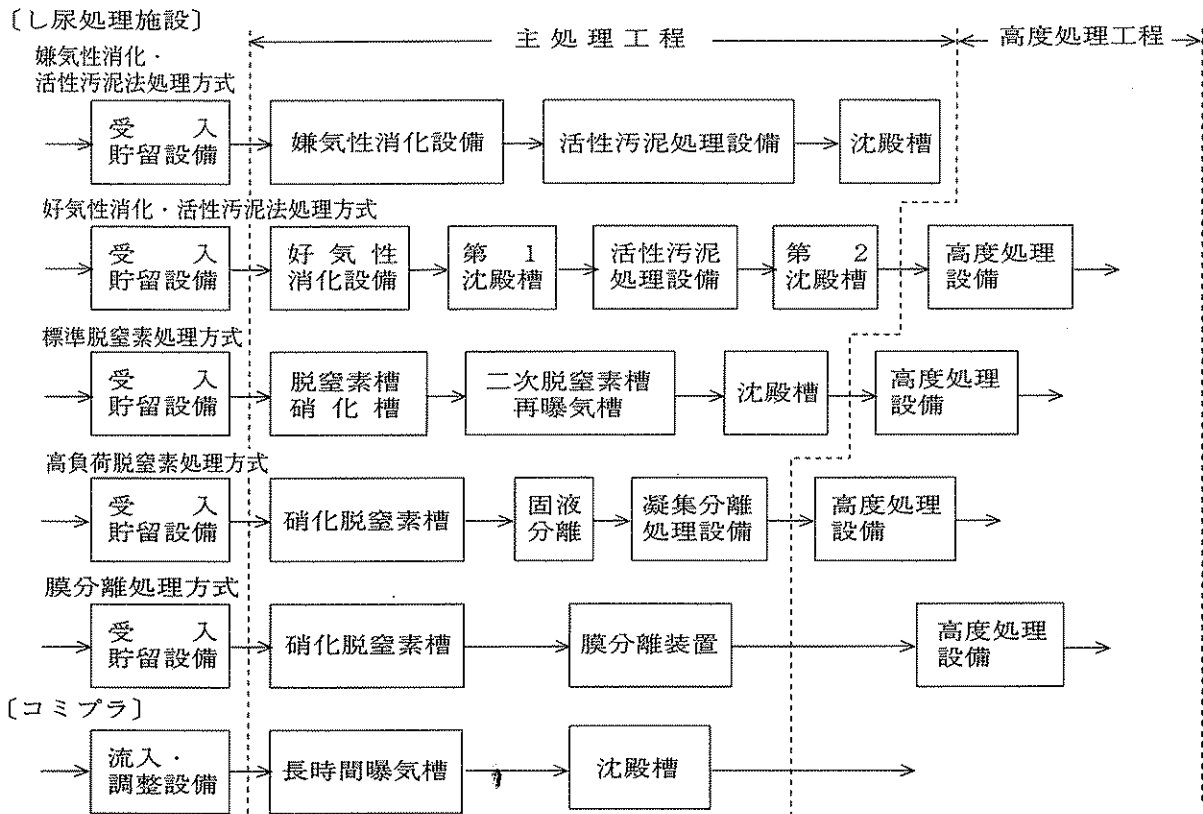 〔し尿処理施設〕
主処理工程
高度処理工程
嫌気性消化・
活性汚泥法処理方式
受入
貯留設備
嫌気性消化設備
活性汚泥処理設備
沈殿槽
好気性消化・活性汚泥法処理方式
受入
貯留設備
好気性
消化設備
第1
沈殿槽
活性汚泥
処理設備
第2
沈殿槽
高度処理
設備
標準脱窒素処理方式
受入
貯留設備
脱窒素槽
硝化槽
二次脱窒素槽
再曝気槽
沈殿槽
高度処理
設備
高負荷脱窒素処理方式
受入
貯留設備
硝化脱窒素槽
固液
分離
凝集分離
処理設備
高度処理
設備
膜分離処理方式
受入
貯留設備
硝化脱窒素槽
膜分離装置
高度処理
設備
〔コミプラ〕
流入・
調整設備
長時間曝気槽
沈殿槽